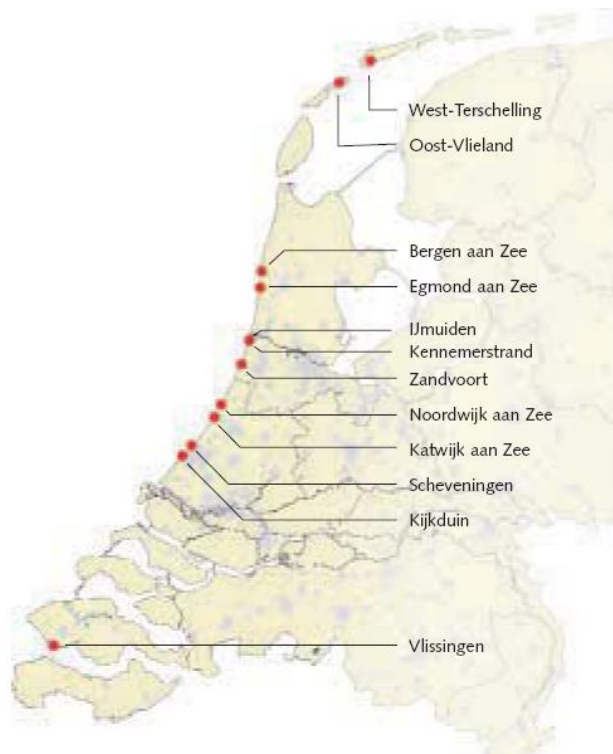 West-Terschelling
Oost-Vlieland
Bergen aan Zee
Egmond aan Zee
IJmuiden
Kennemerstrand
Zandvoort
Noordwijk aan Zee
Katwijk aan Zee
Scheveningen
Kijkduin
Vlissingen